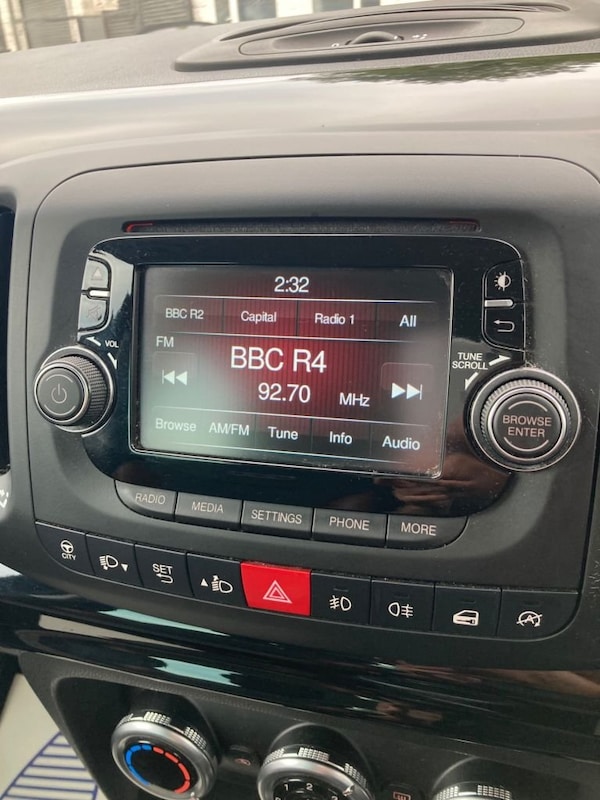 2:32
BBC R2 Capital Radio 1 All
FM
BBC R4
92.70 MHz
Browse AM/FM Tune Info Audio
VOL
TUNE
SCROLL
BROWSE
ENTER
RADIO MEDIA SETTINGS PHONE MORE
CITY
SET